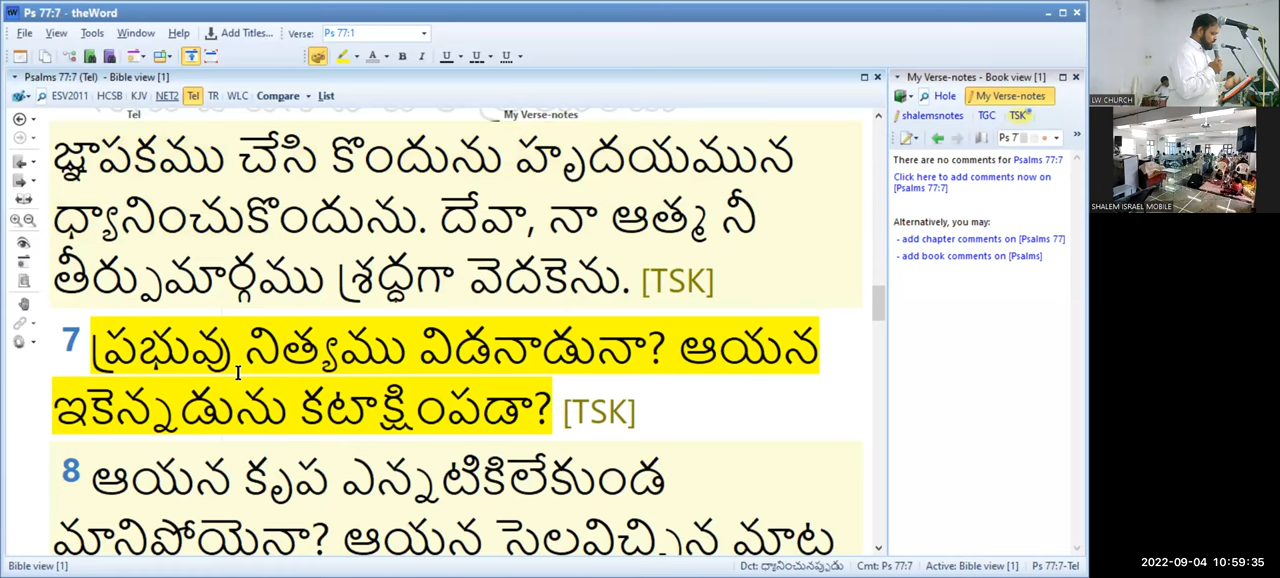 Ps 77:7 - theWord
File View Tools Window Help Add Titles... Verse: Ps 77:1
B I U U U
Psalms 77:7 (Tel) - Bible view [1]
ESV2011 HCSB KJV NET2 Tel TR WLC Compare List
Tel My Verse-notes
జ్ఞాపకము చేసి కొందును హృదయమున
ధ్యానించుకొందును. దేవా, నా ఆత్మ నీ
తీర్పుమార్గము శ్రద్ధగా వెదకెను. [TSK]
7 ప్రభువు నిత్యము విడనాడునా? ఆయన
ఇకెన్నడును కటాక్షింపడా? [TSK]
8 ఆయన కృప ఎన్నటికిలేకుండ
మానిపోయెనా? ఆయన సెలవిచ్చిన మాట
My Verse-notes - Book view [1]
Hole My Verse-notes
shalemsnotes TGC TSK
Ps 7
There are no comments for Psalms 77:7
Click here to add comments now on
[Psalms 77:7]
Alternatively, you may:
- add chapter comments on [Psalms 77]
- add book comments on [Psalms]
LW CHURCH
SHALEM ISRAEL MOBILE
Bible view [1] Dct: ధ్యానించునప్పుడు Cmt: Ps 77:7 Active: Bible view [1] Ps 77:7-Tel
2022-09-04 10:59:35